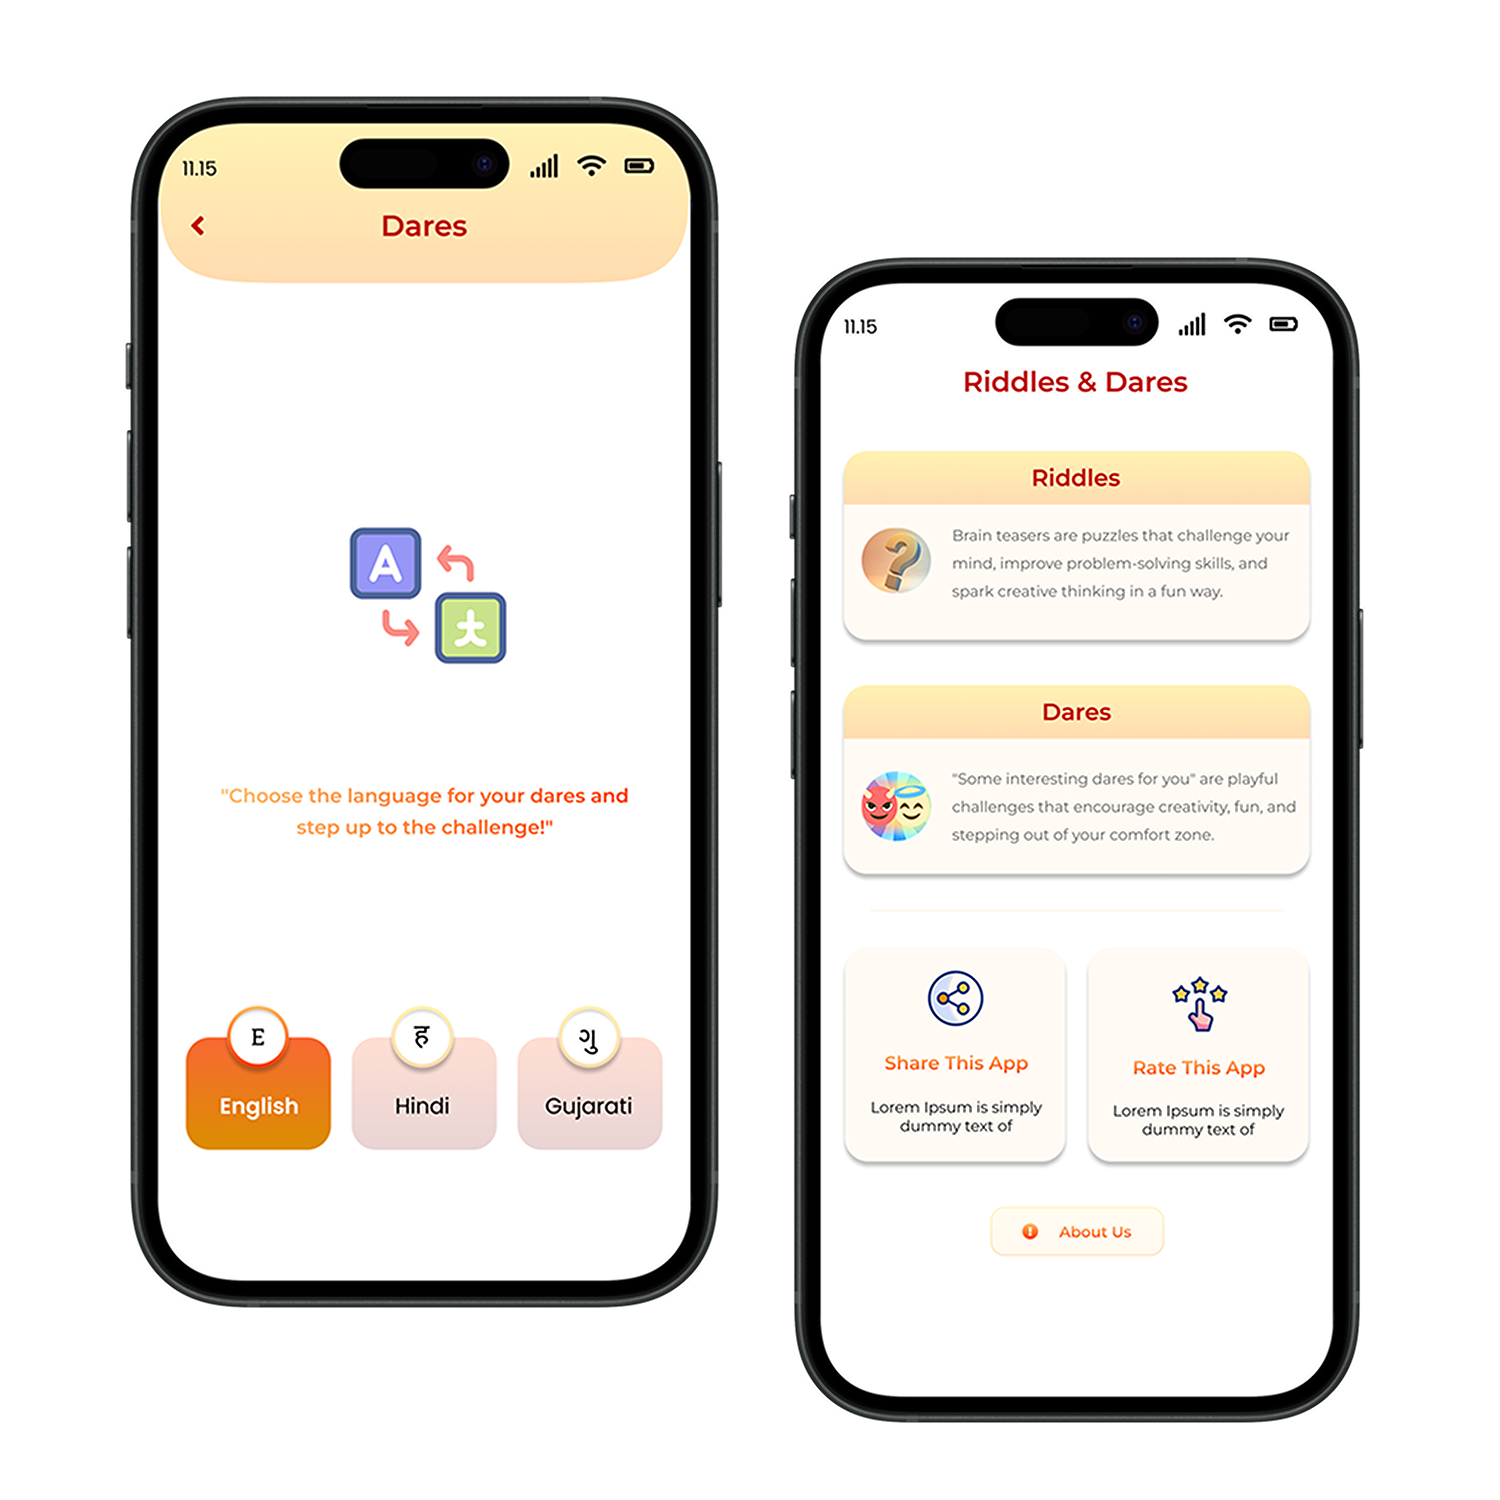 11.15
Dares
A
大
"Choose the language for your dares and
step up to the challenge!"
E
ह
ગુ
English
Hindi
Gujarati
11.15
Riddles & Dares
Riddles
?
Brain teasers are puzzles that challenge your
mind, improve problem-solving skills, and
spark creative thinking in a fun way.
Dares
"Some interesting dares for you" are playful
challenges that encourage creativity, fun, and
stepping out of your comfort zone.
Share This App
Lorem Ipsum is simply
dummy text of
Rate This App
Lorem Ipsum is simply
dummy text of
! About Us